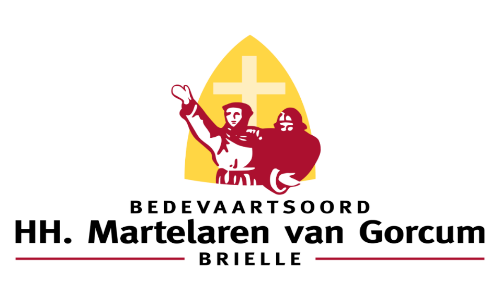 BEDEVAARTSOORD
HH. Martelaren van Gorcum
BRIELLE